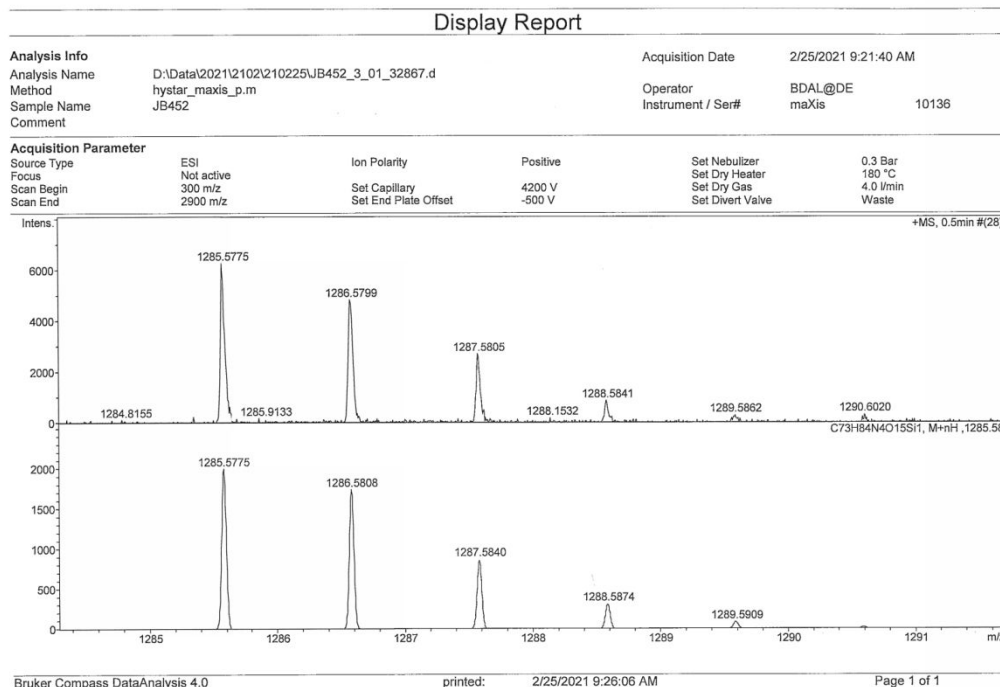 Display Report
Analysis Info Acquisition Date 2/25/2021 9:21:40 AM
Analysis Name D:\Data\2021\2102\210225\JB452_3_01_32867.d
Method hystar_maxis_p.m Operator BDAL@DE
Sample Name JB452 Instrument / Ser# maXis 10136
Comment
Acquisition Parameter
Source Type ESI Ion Polarity Positive Set Nebulizer 0.3 Bar
Focus Not active Set Dry Heater 180 °C
Scan Begin 300 m/z Set Capillary 4200 V Set Dry Gas 4.0 l/min
Scan End 2900 m/z Set End Plate Offset -500 V Set Divert Valve Waste
Intens. +MS, 0.5min #(28)
1285.5775
6000
1286.5799
4000
1287.5805
2000
1288.5841
1284.8155 1285.9133 1288.1532 1289.5862 1290.6020
0
C73H84N4O15Si1, M+nH ,1285.58
1285.5775
2000
1286.5808
1500
1000
1287.5840
500
1288.5874
1289.5909
0
1285 1286 1287 1288 1289 1290 1291 m/z
Bruker Compass DataAnalysis 4.0 printed: 2/25/2021 9:26:06 AM Page 1 of 1